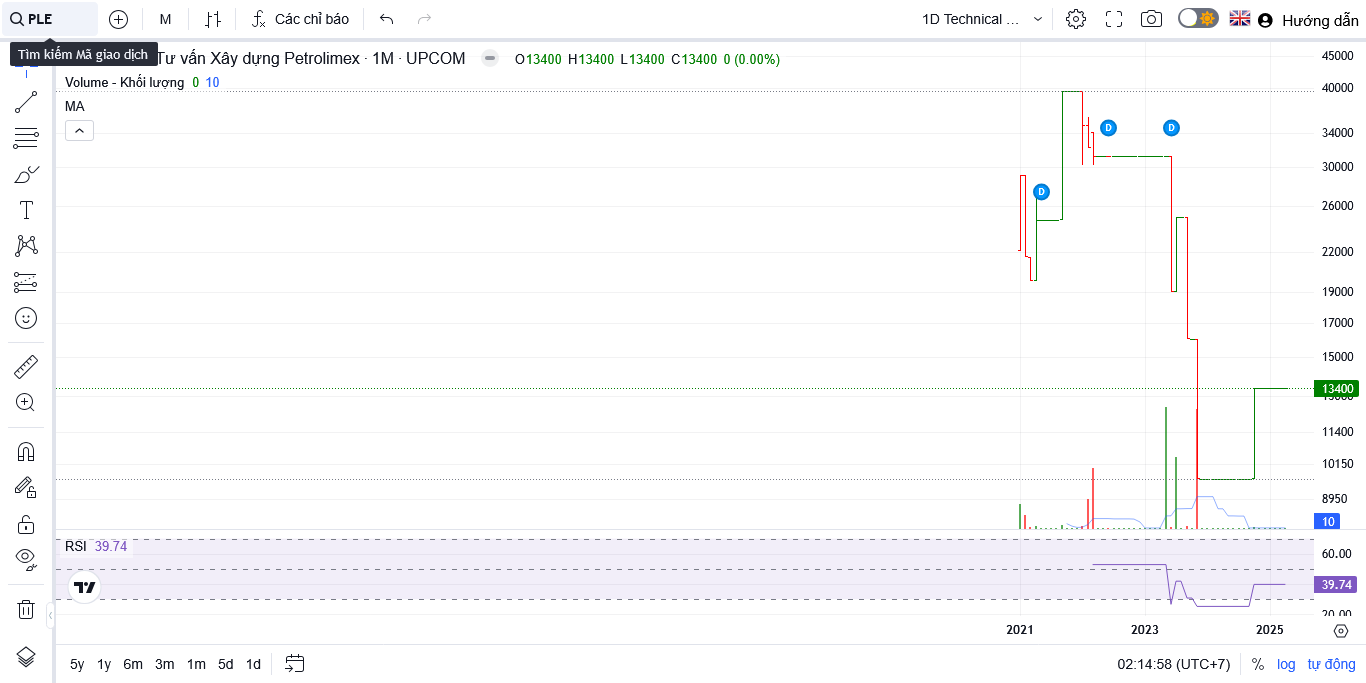 PLE
M
Các chỉ báo
1D Technical ...
Hướng dẫn
Tìm kiếm Mã giao dịch
Tư vấn Xây dựng Petrolimex · 1M · UPCOM
O13400 H13400 L13400 C13400 0 (0.00%)
Volume - Khối lượng 0 10
MA
45000
40000
34000
30000
26000
22000
19000
17000
15000
13400
11400
10150
8950
10
D
D
D
RSI 39.74
60.00
39.74
20.00
2021
2023
2025
5y 1y 6m 3m 1m 5d 1d
02:14:58 (UTC+7)
% log tự động